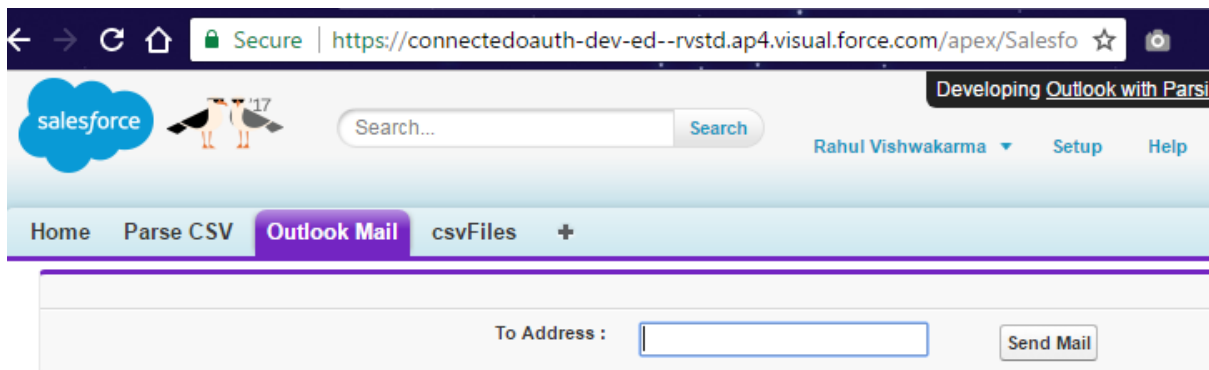 Secure | https://connectedoauth-dev-ed--rvstd.ap4.visual.force.com/apex/Salesfo
Developing Outlook with Parsi
salesforce '17 Search... Search
Rahul Vishwakarma Setup Help
Home Parse CSV Outlook Mail csvFiles +
To Address : Send Mail